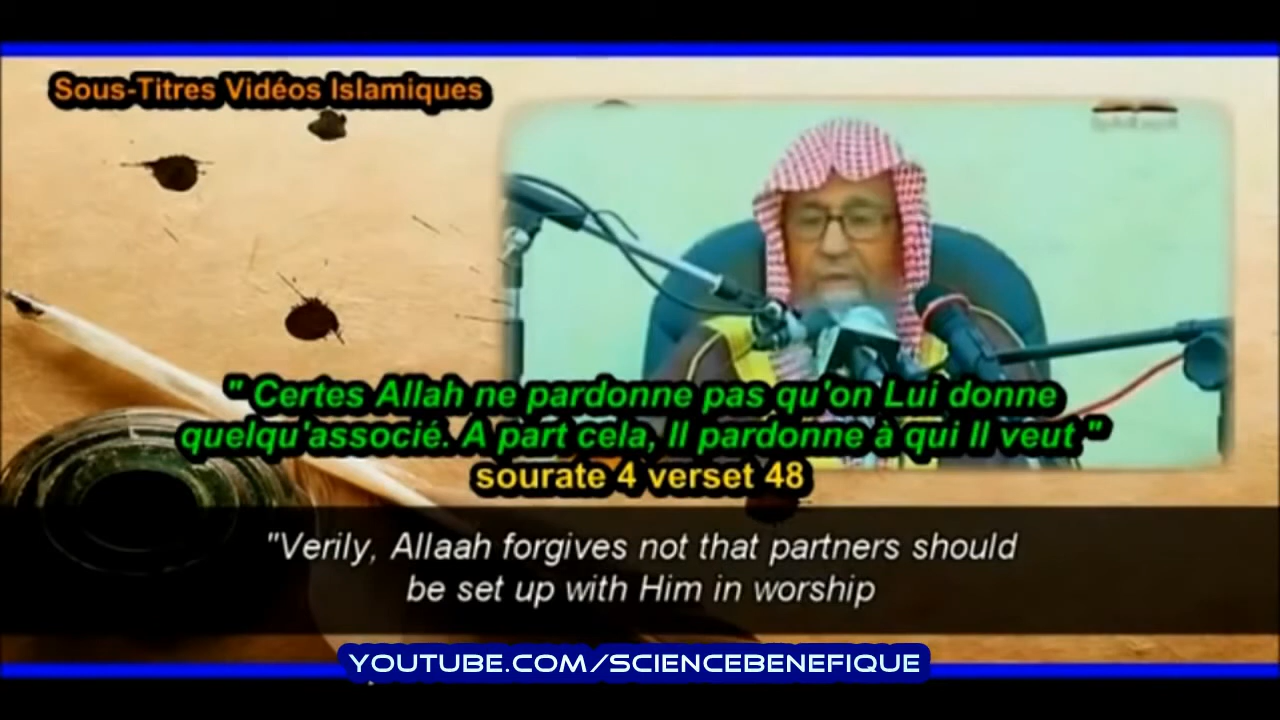 Sous-Titres Vidéos Islamiques
" Certes Allah ne pardonne pas qu'on Lui donne
quelqu'associé. A part cela, Il pardonne à qui Il veut "
sourate 4 verset 48
"Verily, Allaah forgives not that partners should
be set up with Him in worship
YOUTUBE.COM/SCIENCEBENEFIQUE